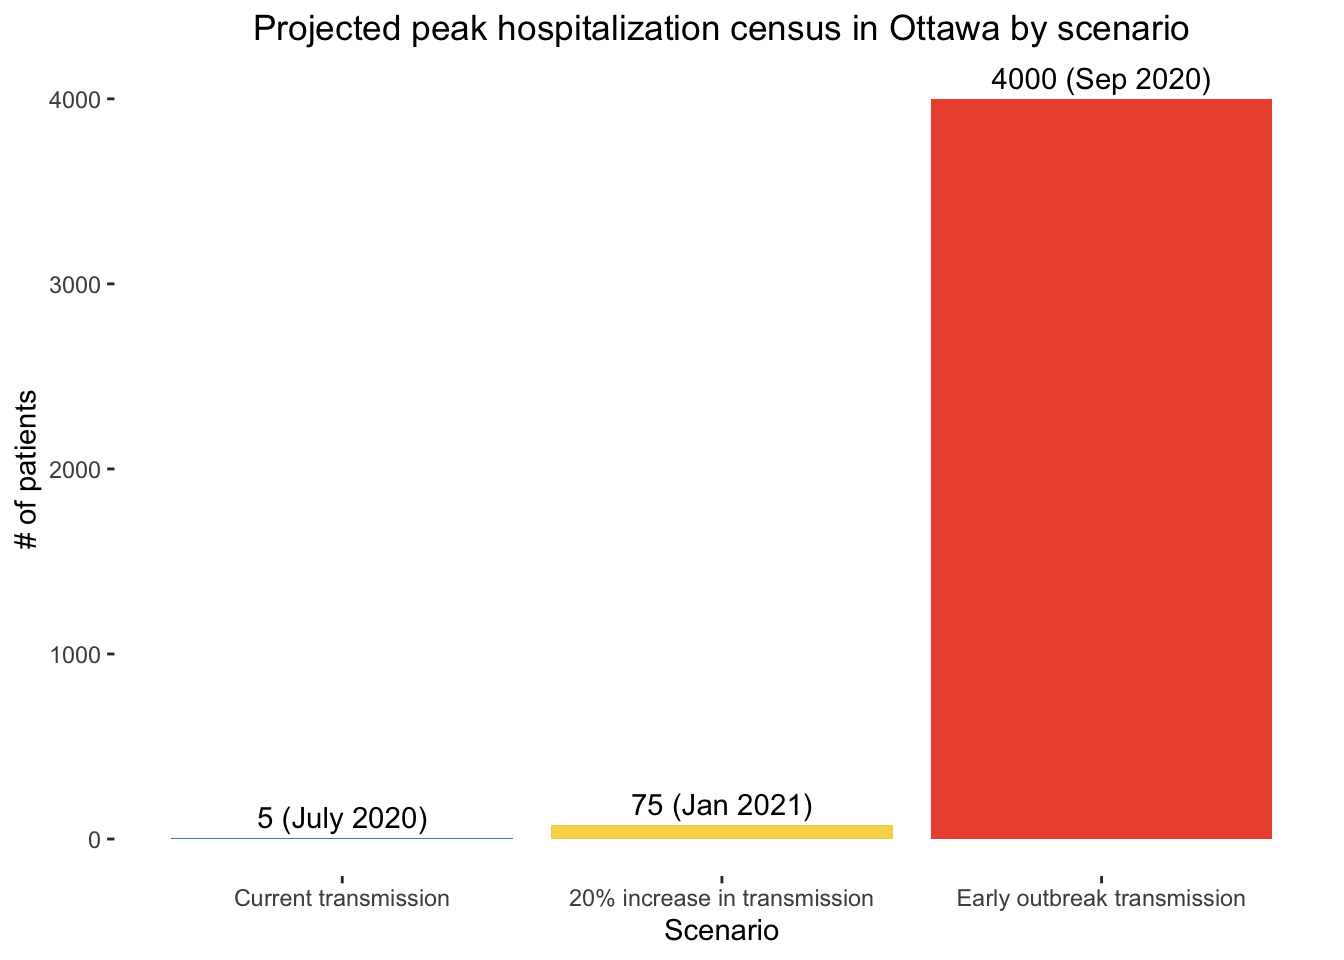 Projected peak hospitalization census in Ottawa by scenario
4000 (Sep 2020)
4000
3000
2000
1000
0
# of patients
5 (July 2020)
75 (Jan 2021)
Current transmission
20% increase in transmission
Early outbreak transmission
Scenario